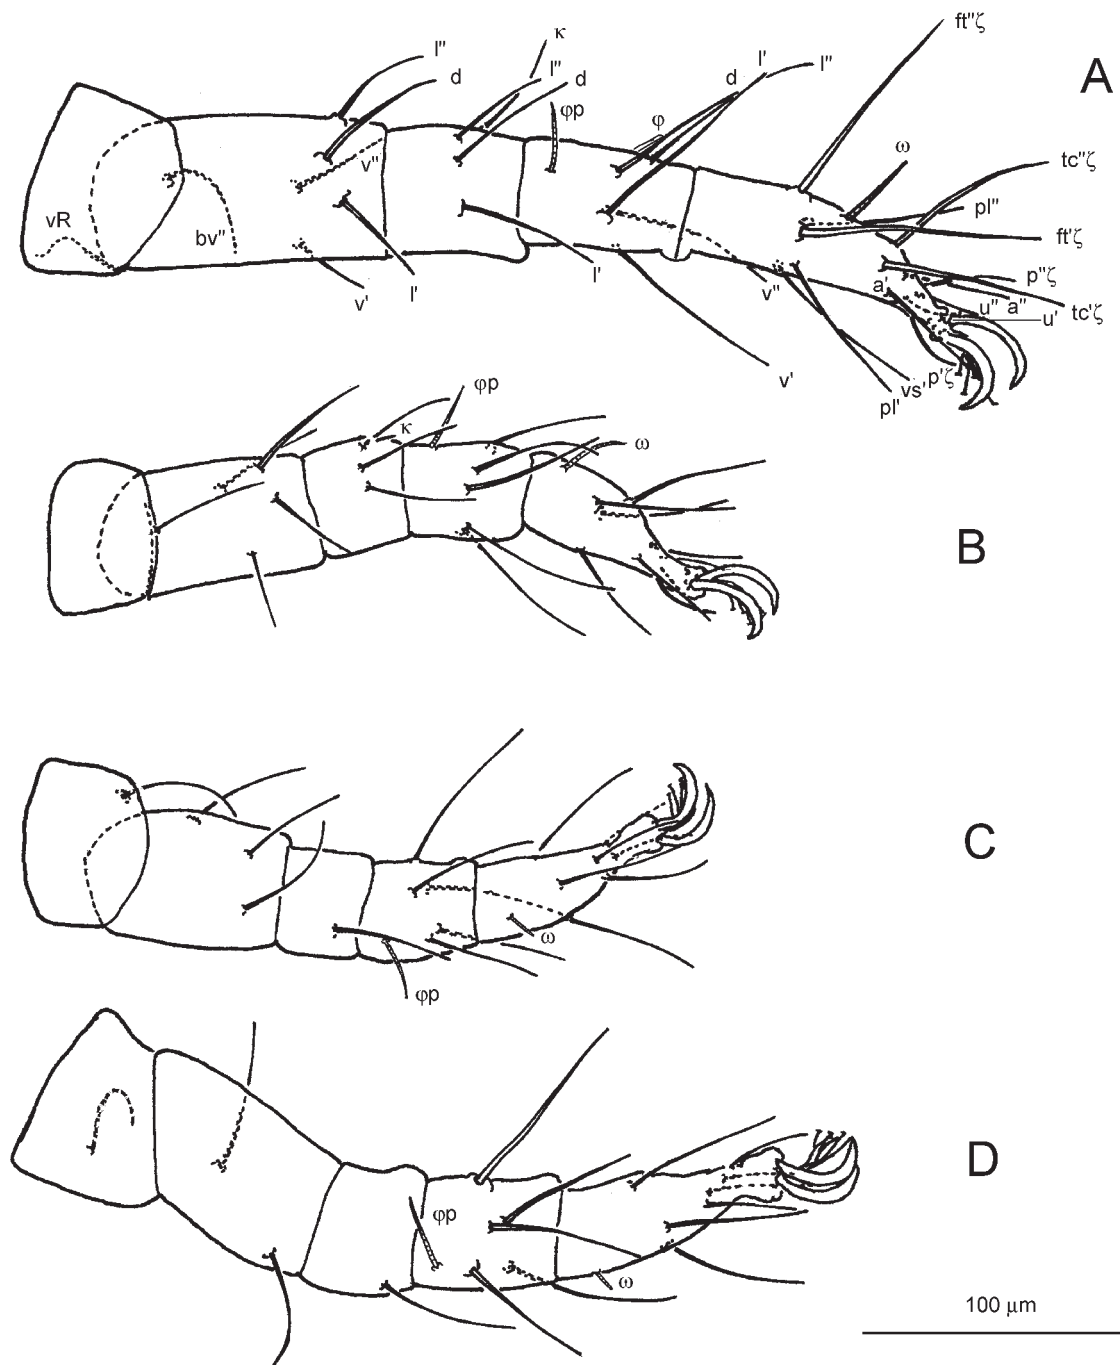 ft"ζ
A
l"
κ
d
l"
d
φp
l'
l"
d
φ
ω
tc"ζ
pl"
v"
vR
bv"
ft'ζ
v'
l'
l'
v"
p"ζ
a'
u"
a"
tc'ζ
u'
v'
pl'
vs'
p'ζ
φp
κ
ω
B
C
ω
φp
D
φp
ω
100 μm